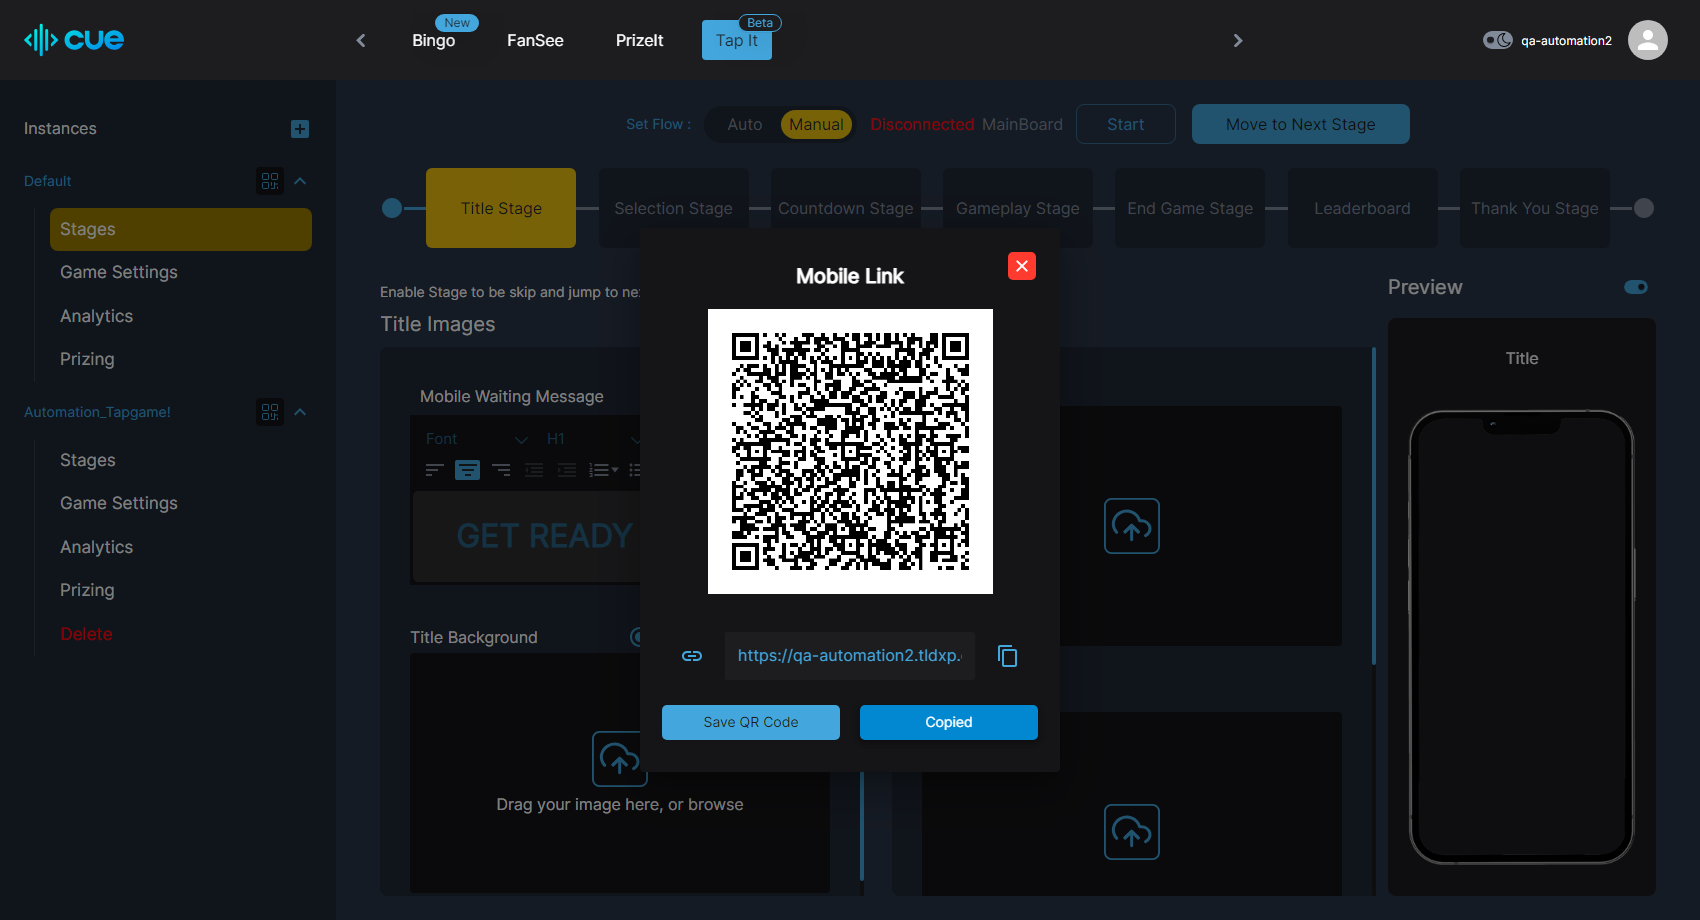 cue
Bingo
New
FanSee
PrizeIt
Tap It
Beta
qa-automation2
Instances
Default
Stages
Game Settings
Analytics
Prizing
Automation_Tapgame!
Stages
Game Settings
Analytics
Prizing
Delete
Set Flow :
Auto
Manual
Disconnected MainBoard
Start
Move to Next Stage
Title Stage
Selection Stage
Countdown Stage
Gameplay Stage
End Game Stage
Leaderboard
Thank You Stage
Enable Stage to be skip and jump to
Title Images
Mobile Waiting Message
Font
H1
GET READY
Title Background
Drag your image here, or browse
Mobile Link
https://qa-automation2.tldxp.
Save QR Code
Copied
Preview
Title